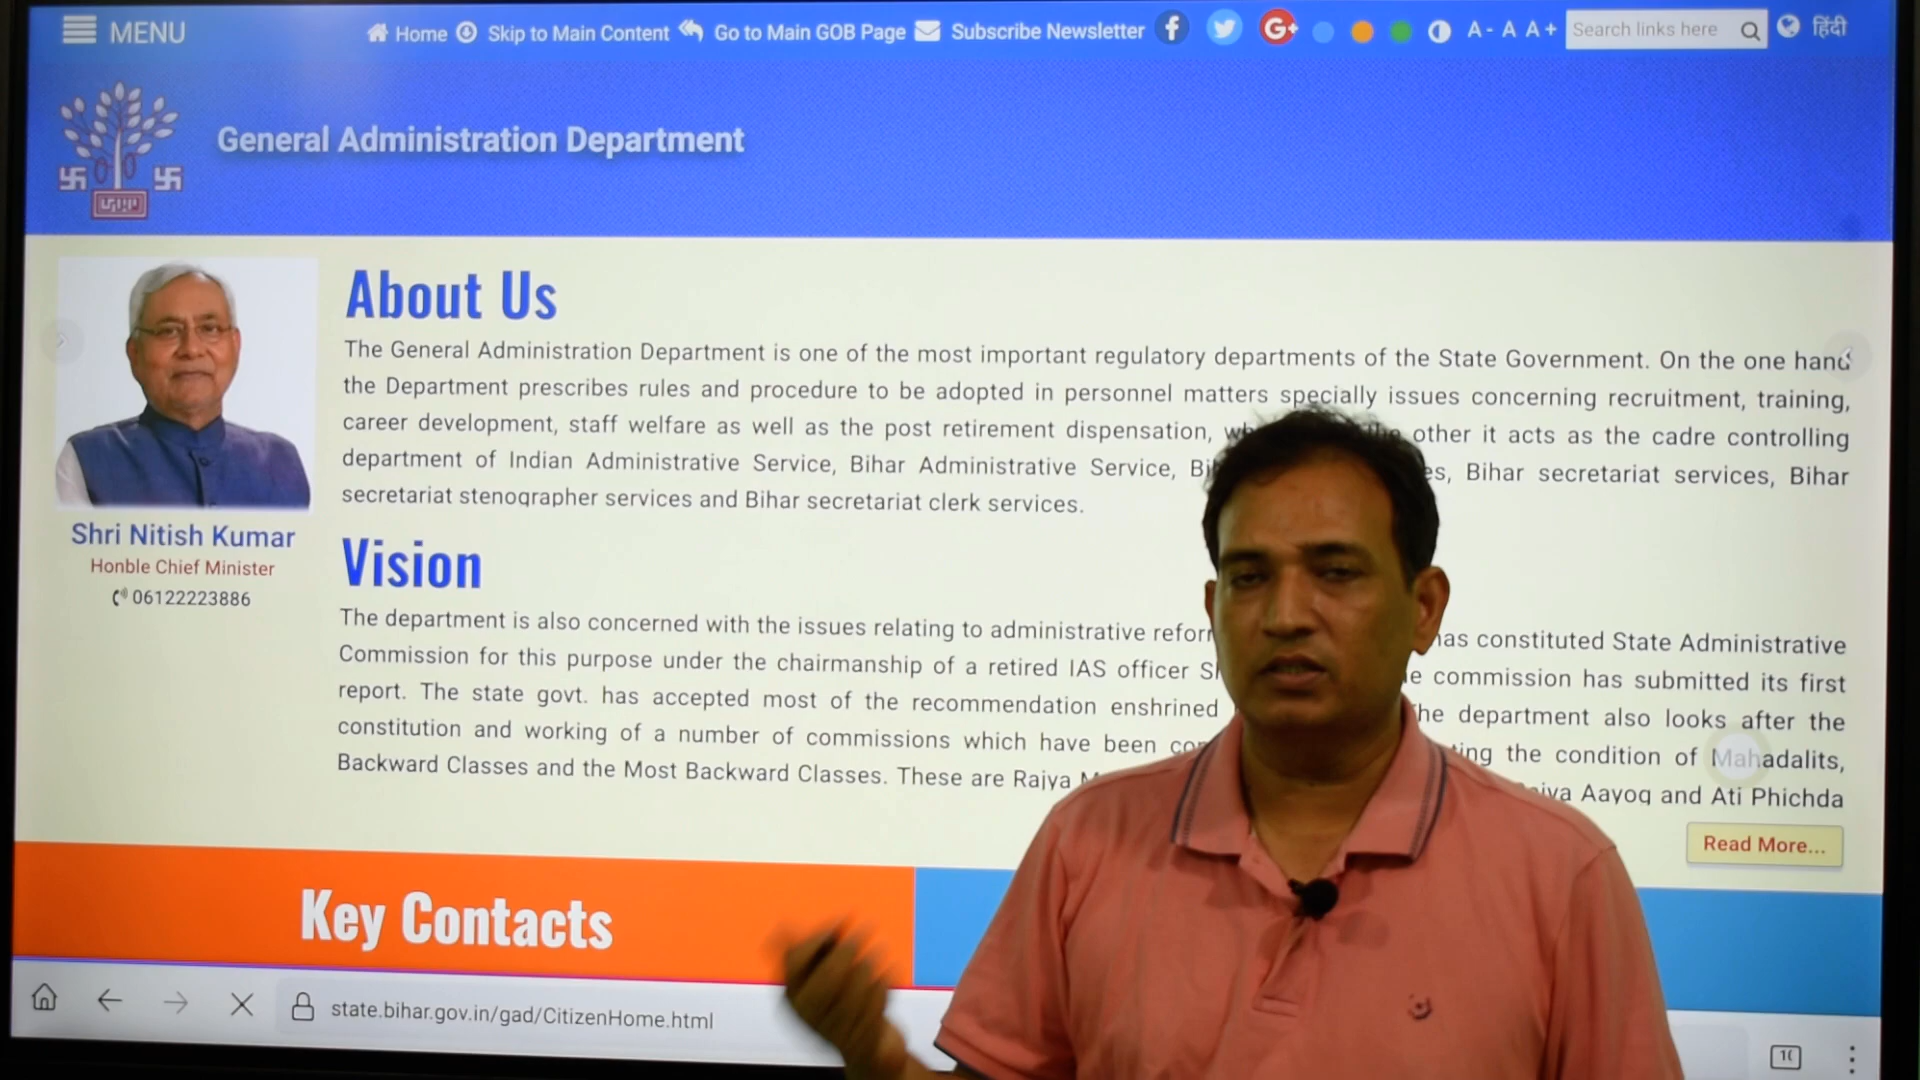 MENU Home Skip to Main Content Go to Main GOB Page Subscribe Newsletter f G+ A- A A+ Search links here हिंदी
General Administration Department
About Us
The General Administration Department is one of the most important regulatory departments of the State Government. On the one hand
the Department prescribes rules and procedure to be adopted in personnel matters specially issues concerning recruitment, training,
career development, staff welfare as well as the post retirement dispensation, other it acts as the cadre controlling
department of Indian Administrative Service, Bihar Administrative Service, Bihar secretariat services, Bihar
secretariat stenographer services and Bihar secretariat clerk services.
Shri Nitish Kumar
Honble Chief Minister
06122223886
Vision
The department is also concerned with the issues relating to administrative has constituted State Administrative
Commission for this purpose under the chairmanship of a retired IAS officer commission has submitted its first
report. The state govt. has accepted most of the recommendation enshrined the department also looks after the
constitution and working of a number of commissions which have been the condition of Mahadalits,
Backward Classes and the Most Backward Classes. These are Rajya Aayog and Ati Phichda
Read More...
Key Contacts
state.bihar.gov.in/gad/CitizenHome.html